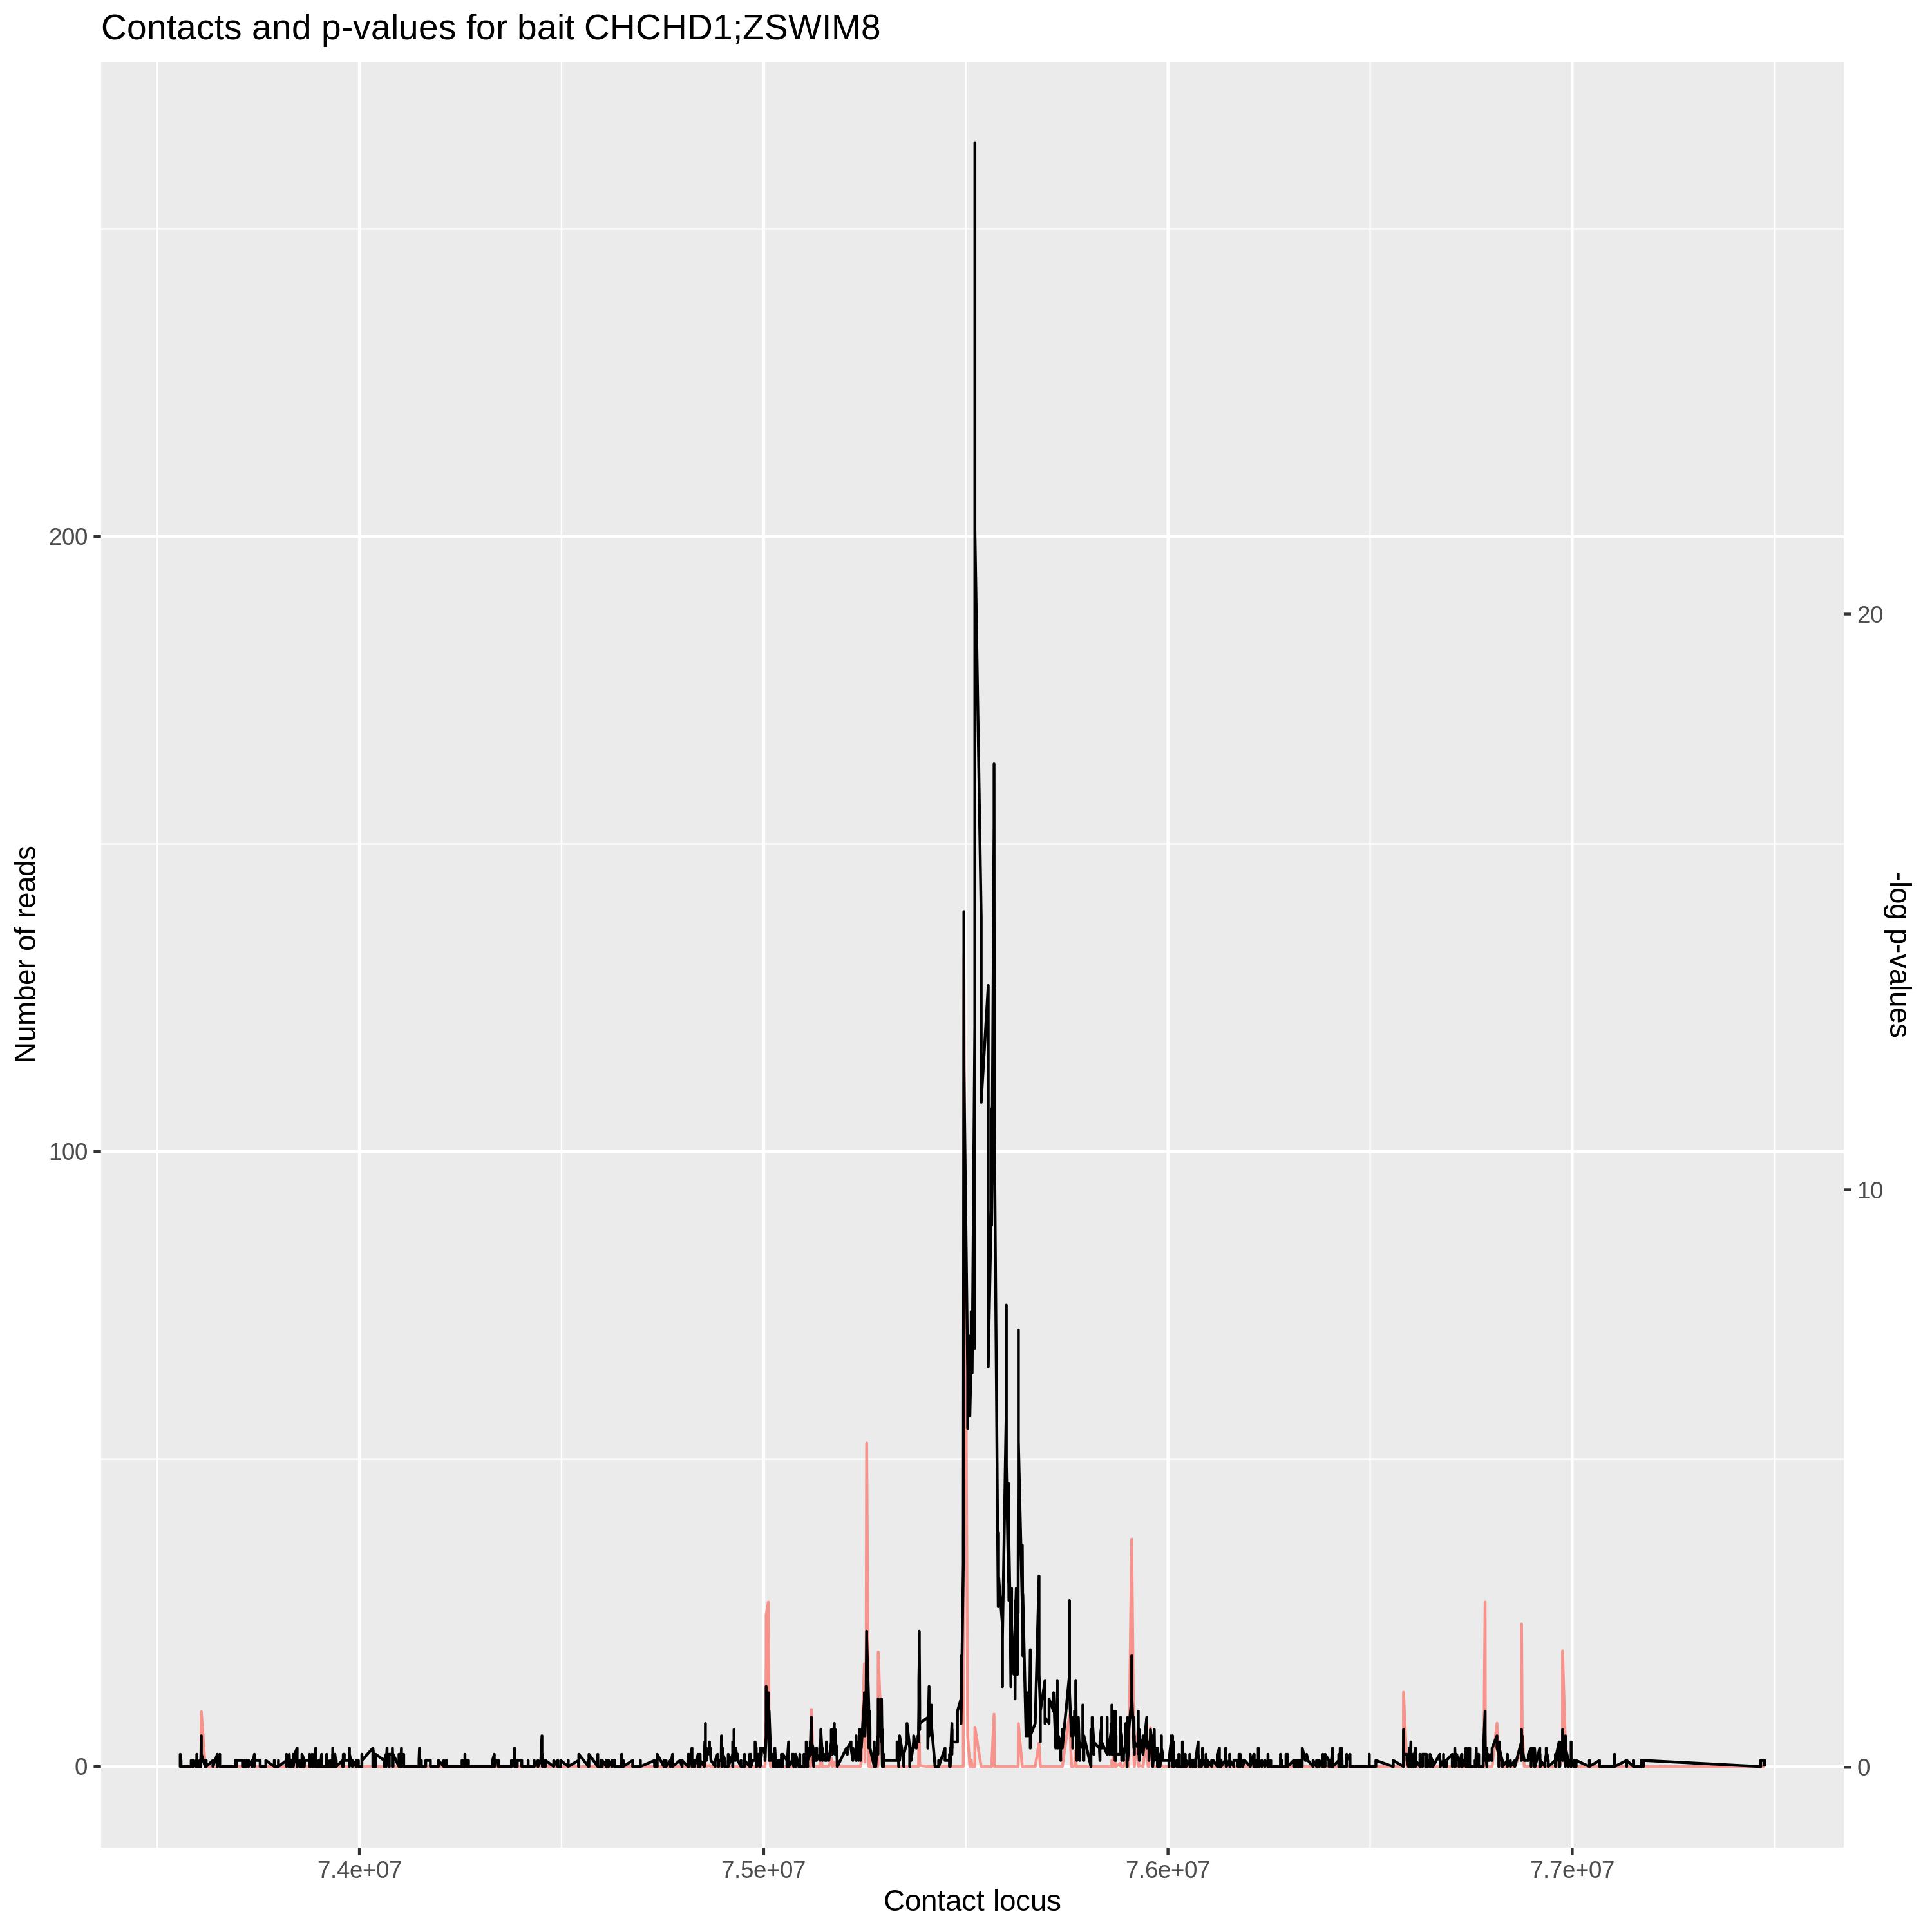 Contacts and p-values for bait CHCHD1;ZSWIM8
Number of reads
200
100
0
20
10
0
-log p-values
7.4e+07
7.5e+07
7.6e+07
7.7e+07
Contact locus